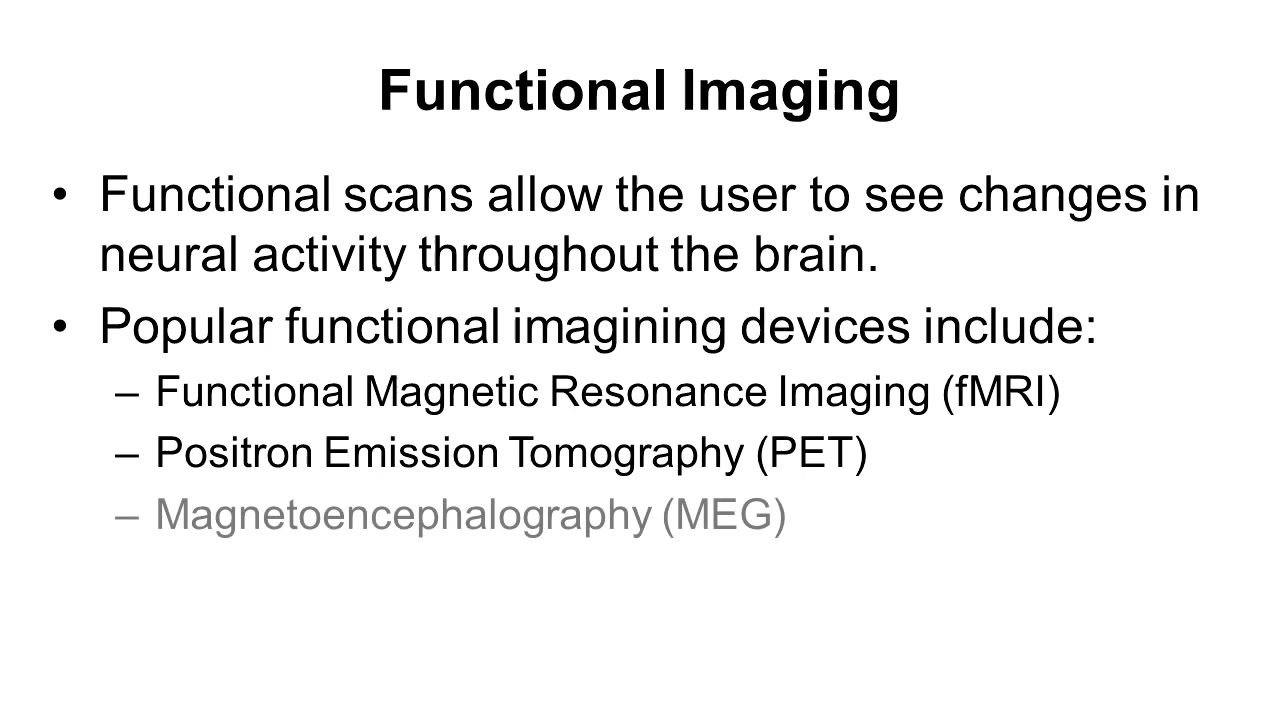 Functional Imaging
• Functional scans allow the user to see changes in
neural activity throughout the brain.
• Popular functional imagining devices include:
– Functional Magnetic Resonance Imaging (fMRI)
– Positron Emission Tomography (PET)
– Magnetoencephalography (MEG)